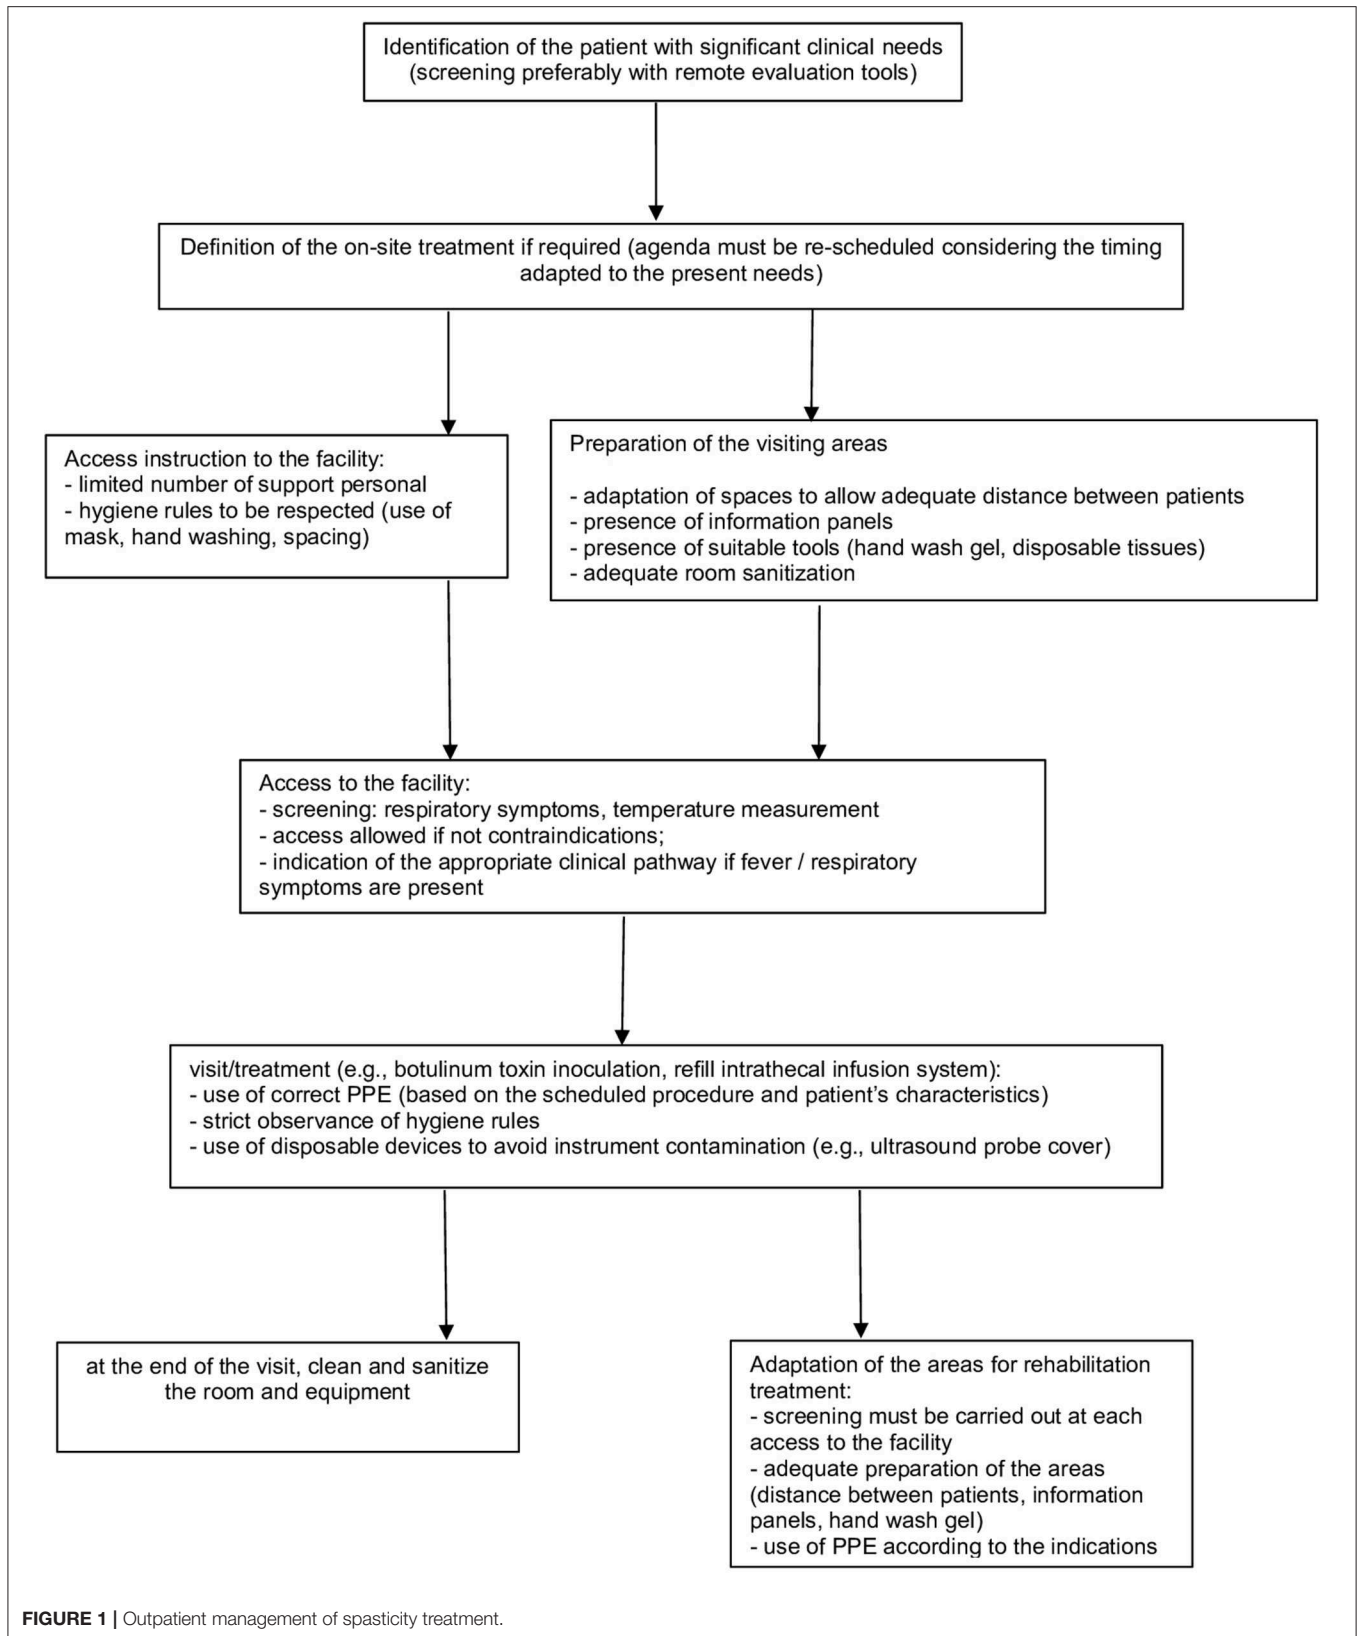 Identification of the patient with significant clinical needs
(screening preferably with remote evaluation tools)
Definition of the on-site treatment if required (agenda must be re-scheduled considering the timing
adapted to the present needs)
Access instruction to the facility:
- limited number of support personal
- hygiene rules to be respected (use of
mask, hand washing, spacing)
Preparation of the visiting areas
- adaptation of spaces to allow adequate distance between patients
- presence of information panels
- presence of suitable tools (hand wash gel, disposable tissues)
- adequate room sanitization
Access to the facility:
- screening: respiratory symptoms, temperature measurement
- access allowed if not contraindications;
- indication of the appropriate clinical pathway if fever / respiratory
symptoms are present
visit/treatment (e.g., botulinum toxin inoculation, refill intrathecal infusion system):
- use of correct PPE (based on the scheduled procedure and patient's characteristics)
- strict observance of hygiene rules
- use of disposable devices to avoid instrument contamination (e.g., ultrasound probe cover)
at the end of the visit, clean and sanitize
the room and equipment
Adaptation of the areas for rehabilitation
treatment:
- screening must be carried out at each
access to the facility
- adequate preparation of the areas
(distance between patients, information
panels, hand wash gel)
- use of PPE according to the indications
FIGURE 1 | Outpatient management of spasticity treatment.